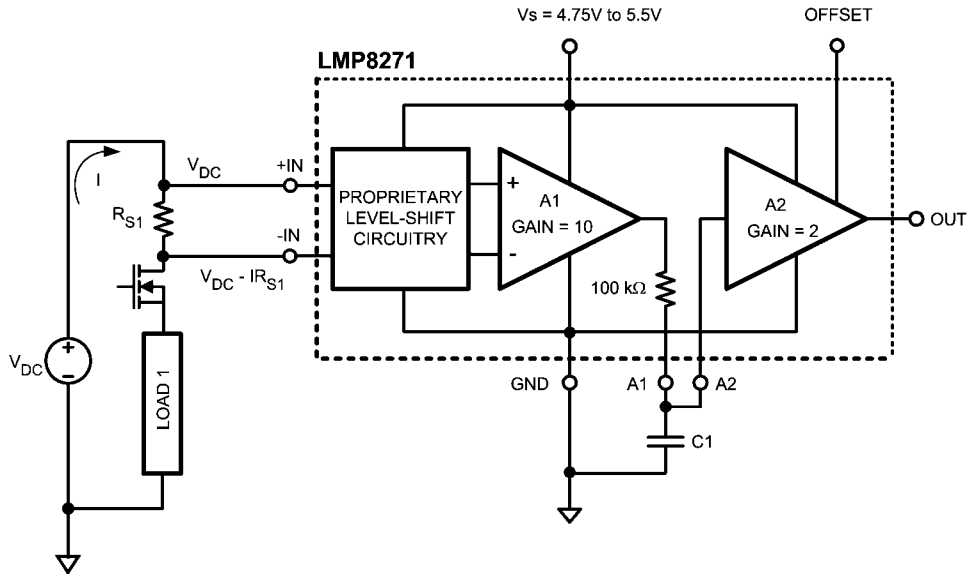 Vs = 4.75V to 5.5V
OFFSET
LMP8271
I
VDC
+IN
RS1
-IN
VDC - IRS1
PROPRIETARY
LEVEL-SHIFT
CIRCUITRY
+
-
A1
GAIN = 10
A2
GAIN = 2
OUT
100 kΩ
VDC
+
-
LOAD 1
GND
A1
A2
C1